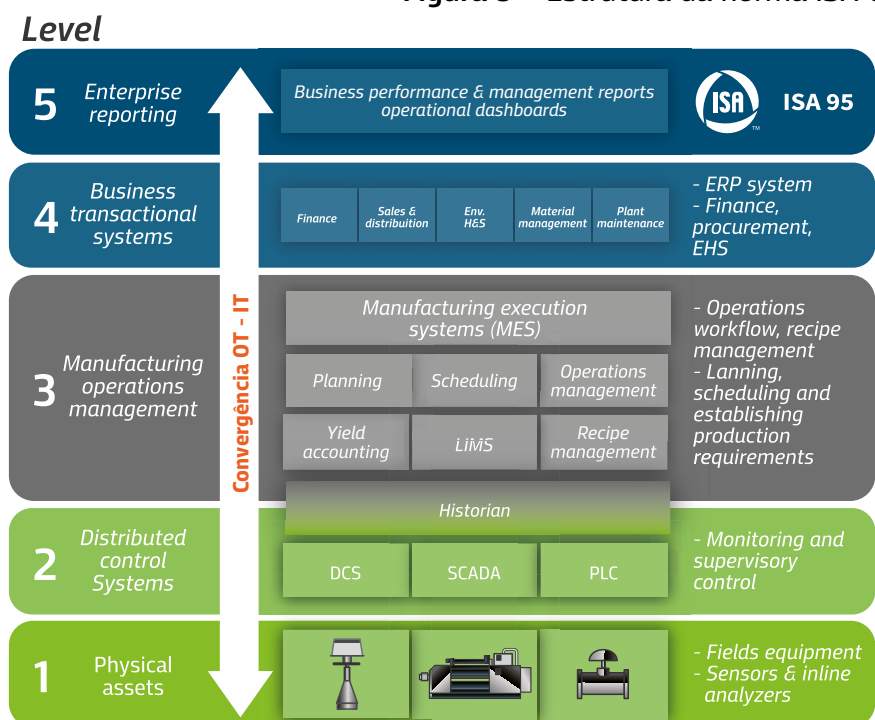 Level
5
Enterprise
reporting
Business performance & management reports
operational dashboards
ISA
TM
ISA 95
4
Business
transactional
systems
Finance
Sales &
distribuition
Env.
H&S
Material
management
Plant
maintenance
- ERP system
- Finance,
procurement,
EHS
Convergência OT - IT
3
Manufacturing
operations
management
Manufacturing execution
systems (MES)
Planning
Scheduling
Operations
management
Yield
accounting
LiMS
Recipe
management
Historian
- Operations
workflow, recipe
management
- Lanning,
scheduling and
establishing
production
requirements
2
Distributed
control
Systems
DCS
SCADA
PLC
- Monitoring and
supervisory
control
1
Physical
assets
- Fields equipment
- Sensors & inline
analyzers